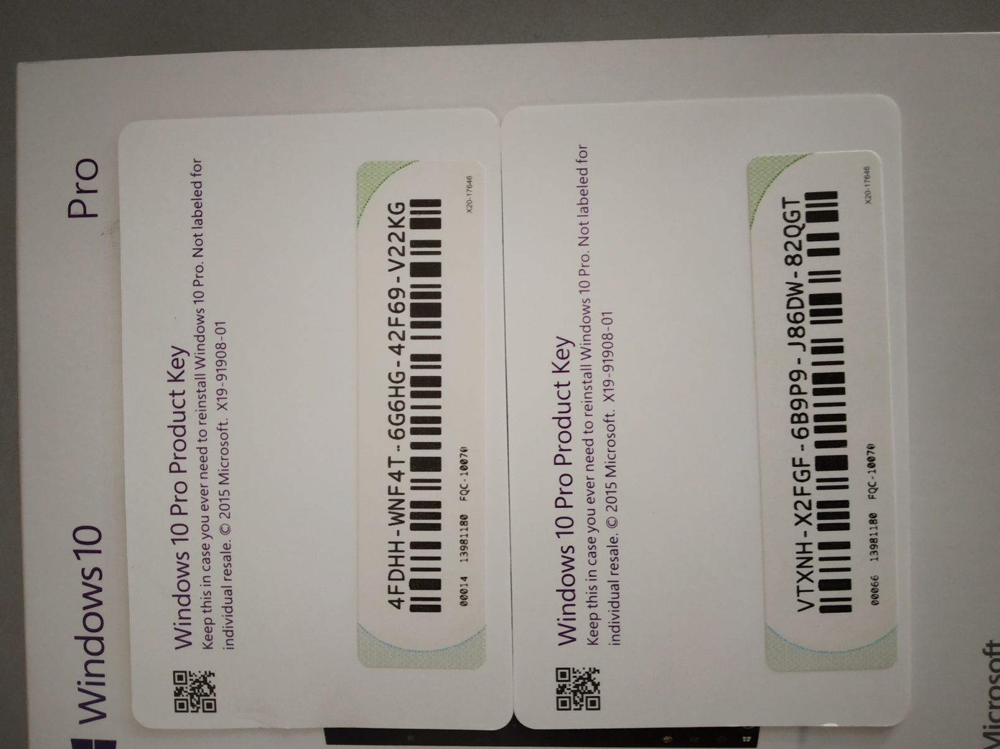 Windows 10 Pro
Windows 10 Pro Product Key
Keep this in case you ever need to reinstall Windows 10 Pro. Not labeled for
individual resale. © 2015 Microsoft. X19-91908-01
4FDHH-WNF4T-6G6HG-42F69-V22KG
00014 13981180 FQC-10070
X20-17646
Windows 10 Pro Product Key
Keep this in case you ever need to reinstall Windows 10 Pro. Not labeled for
individual resale. © 2015 Microsoft. X19-91908-01
VTXNH-X2FGF-6B9P9-J86DW-82QGT
00066 13981180 FQC-10070
X20-17646
Microsoft